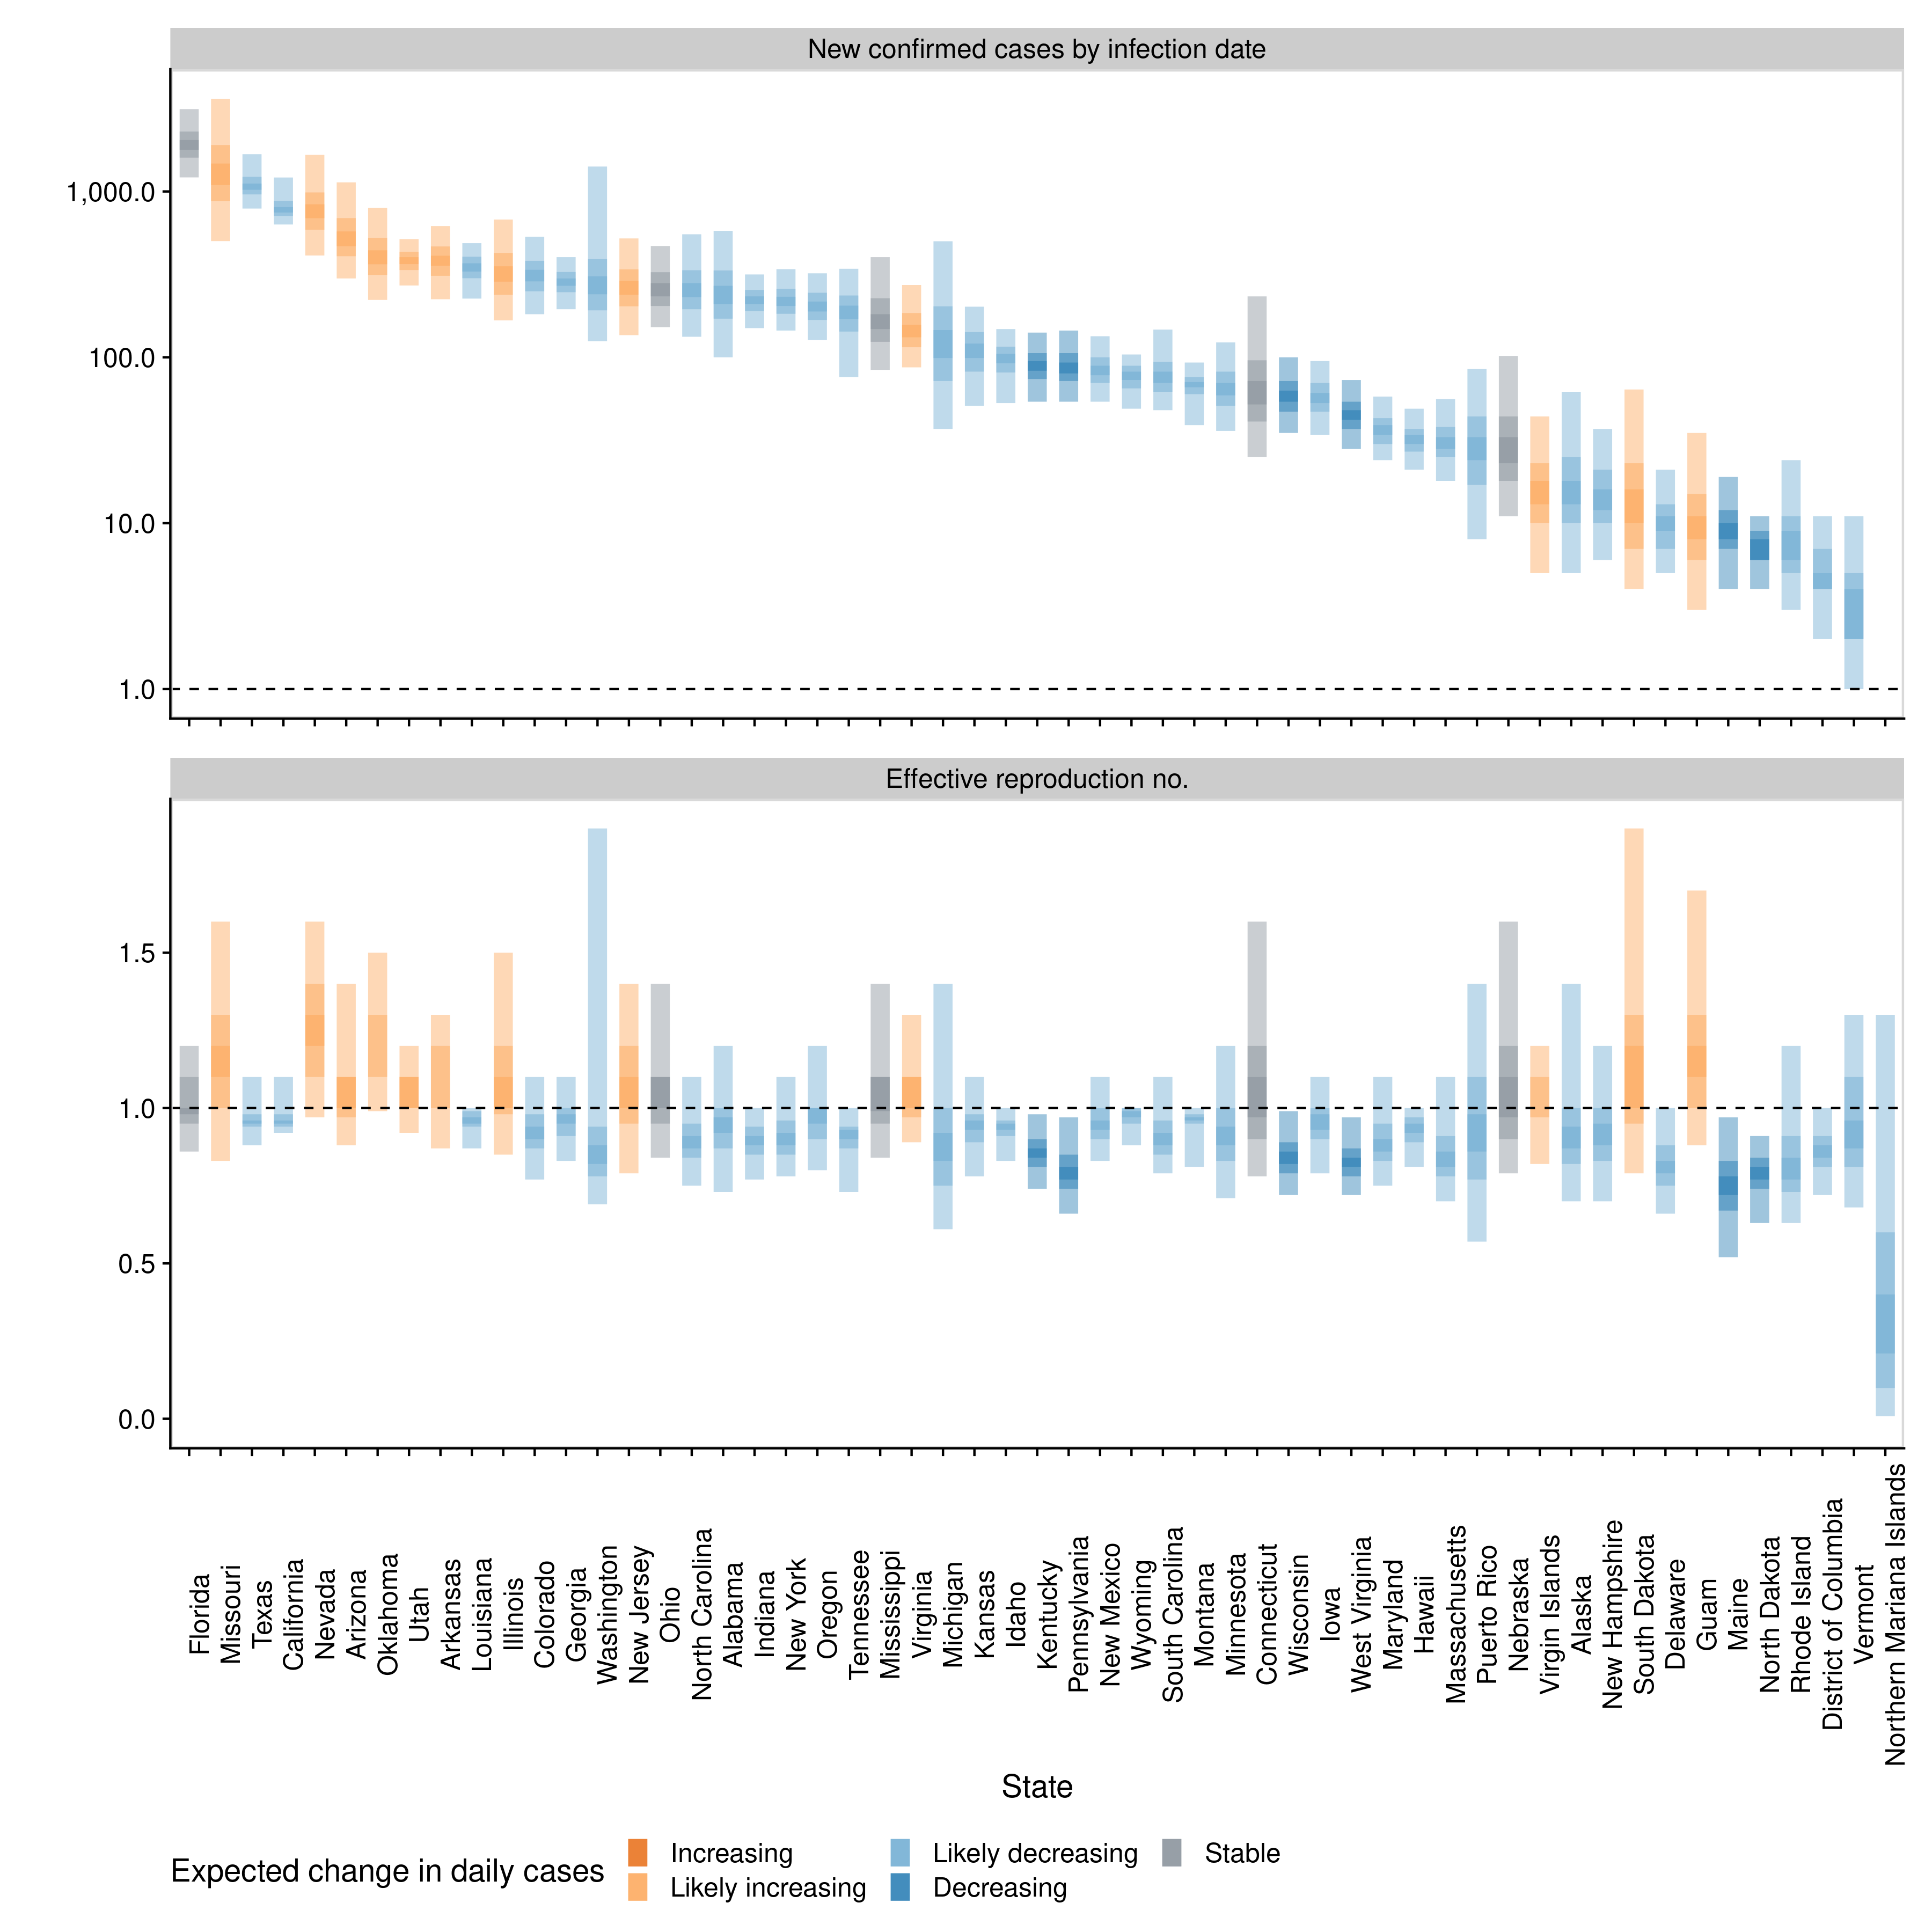 New confirmed cases by infection date
1,000.0
100.0
10.0
1.0
Effective reproduction no.
1.5
1.0
0.5
0.0
Florida
Missouri
Texas
California
Nevada
Arizona
Oklahoma
Utah
Arkansas
Louisiana
Illinois
Colorado
Georgia
Washington
New Jersey
Ohio
North Carolina
Alabama
Indiana
New York
Oregon
Tennessee
Mississippi
Virginia
Michigan
Kansas
Idaho
Kentucky
Pennsylvania
New Mexico
Wyoming
South Carolina
Montana
Minnesota
Connecticut
Wisconsin
Iowa
West Virginia
Maryland
Hawaii
Massachusetts
Puerto Rico
Nebraska
Virgin Islands
Alaska
New Hampshire
South Dakota
Delaware
Guam
Maine
North Dakota
Rhode Island
District of Columbia
Vermont
Northern Mariana Islands
State
Expected change in daily cases
Increasing
Likely increasing
Likely decreasing
Decreasing
Stable